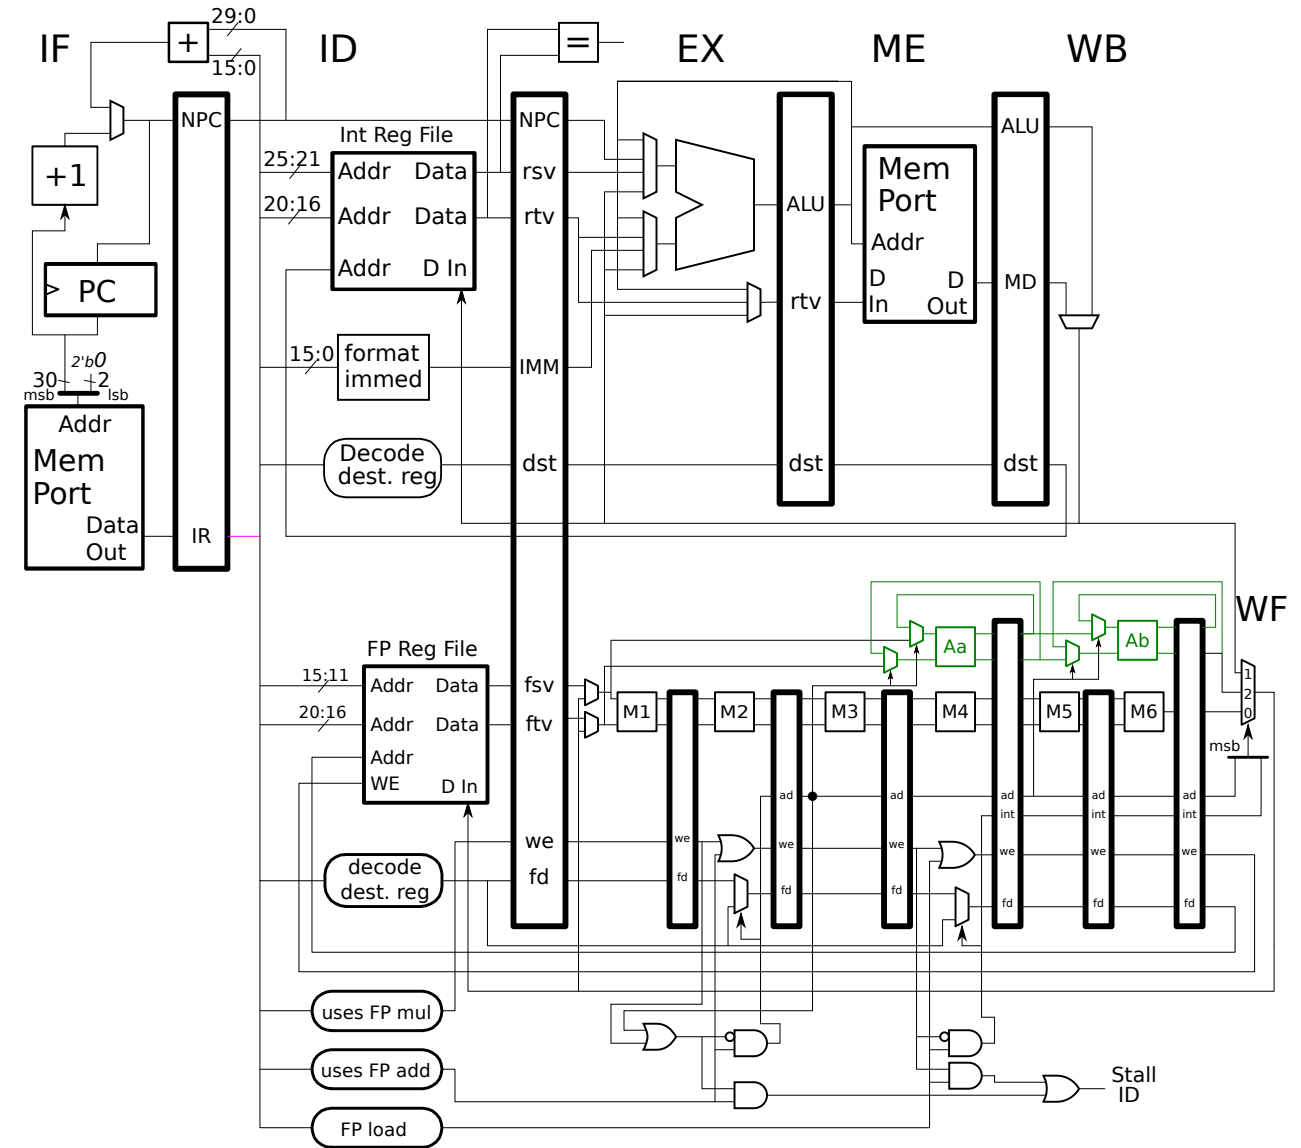 IF
ID
EX
ME
WB
29:0
15:0
+
=
NPC
+1
PC
2'b0
30
2
msb
lsb
Addr
Mem
Port
Data
Out
IR
Int Reg File
25:21
Addr
Data
20:16
Addr
Data
Addr
D In
15:0
format
immed
Decode
dest. reg
NPC
rsv
rtv
IMM
dst
ALU
rtv
dst
Mem
Port
Addr
D
In
D
Out
ALU
MD
dst
WF
FP Reg File
15:11
Addr
Data
20:16
Addr
Data
Addr
WE
D In
decode
dest. reg
fsv
ftv
we
fd
M1
M2
M3
M4
M5
M6
Aa
Ab
we
fd
ad
we
fd
ad
we
fd
ad
int
we
fd
ad
int
we
fd
ad
int
we
fd
1
2
0
msb
uses FP mul
uses FP add
FP load
Stall
ID